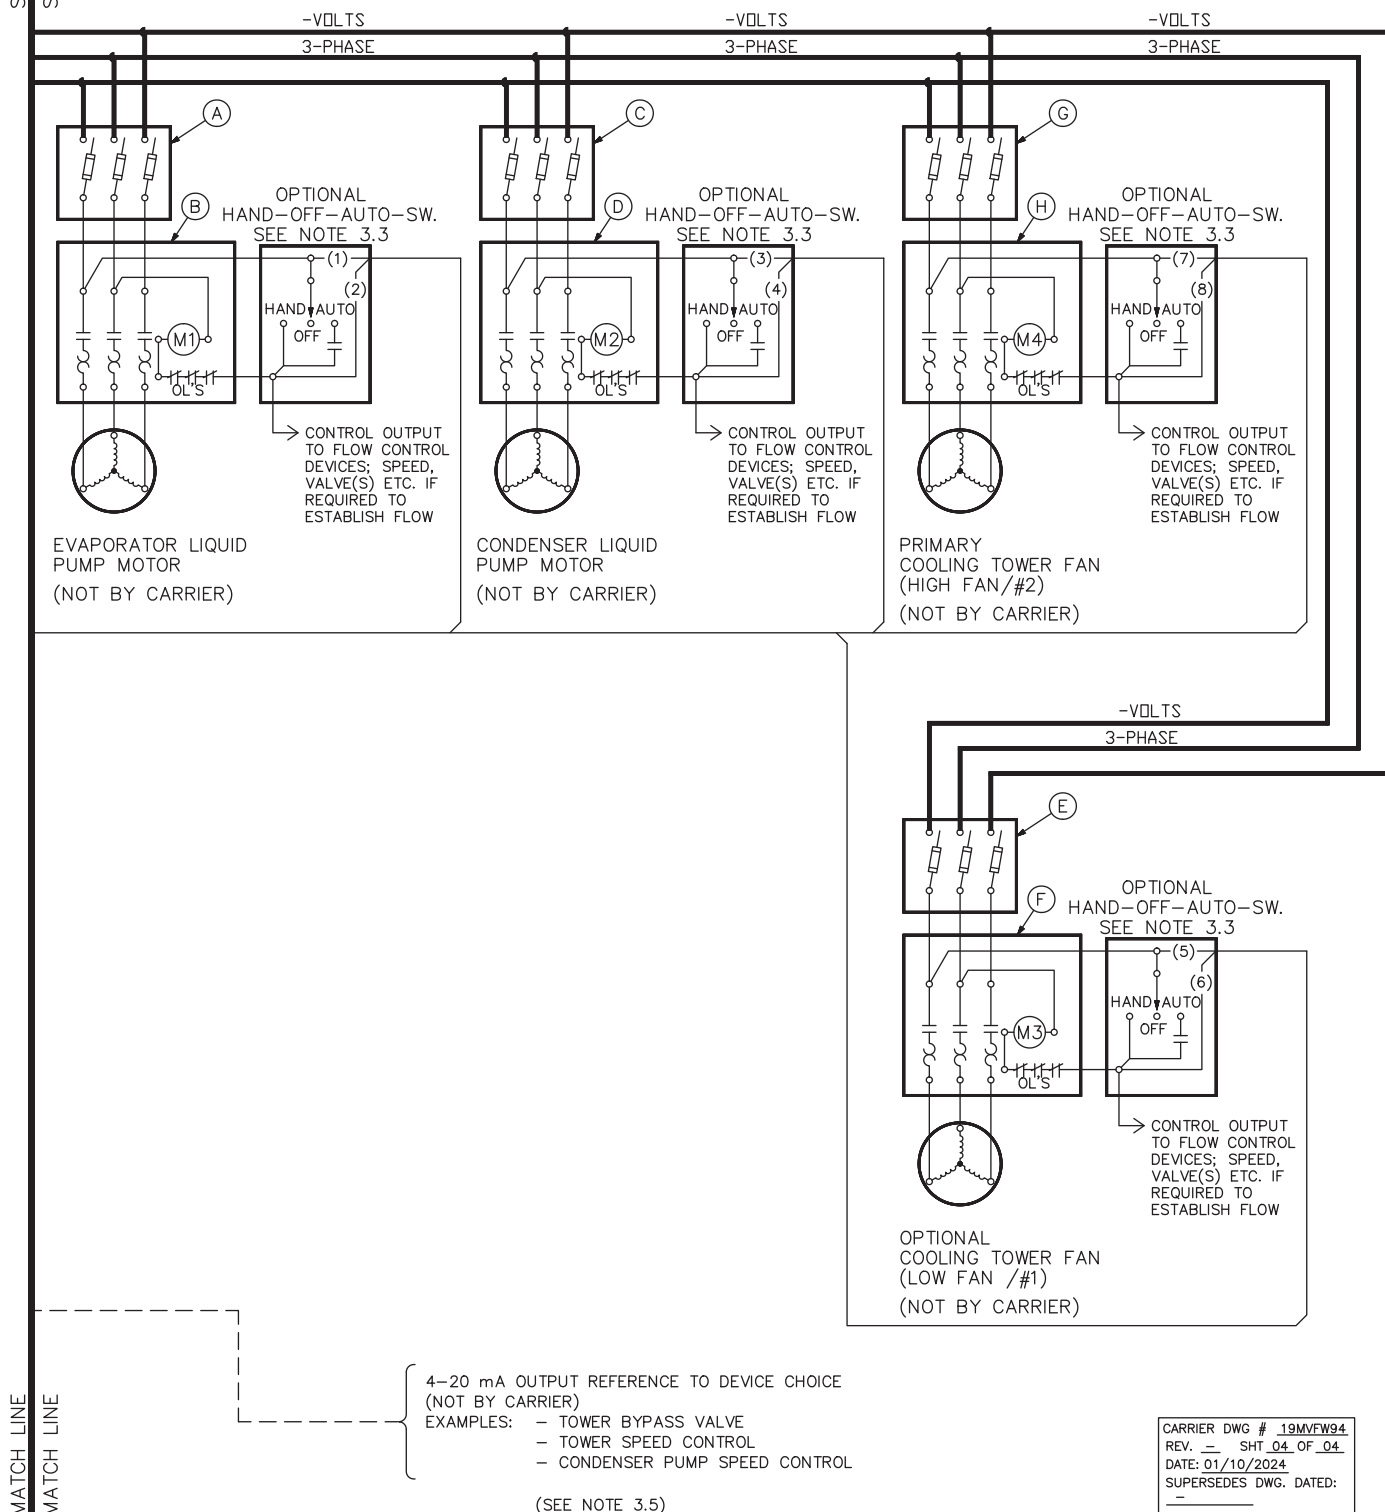 S
S
-VOLTS
3-PHASE
-VOLTS
3-PHASE
-VOLTS
3-PHASE
A
C
G
B
OPTIONAL
HAND-OFF-AUTO-SW.
SEE NOTE 3.3
D
OPTIONAL
HAND-OFF-AUTO-SW.
SEE NOTE 3.3
H
OPTIONAL
HAND-OFF-AUTO-SW.
SEE NOTE 3.3
(1)
(2)
HAND AUTO
OFF
M1
OL'S
(3)
(4)
HAND AUTO
OFF
M2
OL'S
(7)
(8)
HAND AUTO
OFF
M4
OL'S
CONTROL OUTPUT
TO FLOW CONTROL
DEVICES; SPEED,
VALVE(S) ETC. IF
REQUIRED TO
ESTABLISH FLOW
CONTROL OUTPUT
TO FLOW CONTROL
DEVICES; SPEED,
VALVE(S) ETC. IF
REQUIRED TO
ESTABLISH FLOW
CONTROL OUTPUT
TO FLOW CONTROL
DEVICES; SPEED,
VALVE(S) ETC. IF
REQUIRED TO
ESTABLISH FLOW
EVAPORATOR LIQUID
PUMP MOTOR
(NOT BY CARRIER)
CONDENSER LIQUID
PUMP MOTOR
(NOT BY CARRIER)
PRIMARY
COOLING TOWER FAN
(HIGH FAN/#2)
(NOT BY CARRIER)
-VOLTS
3-PHASE
E
F
OPTIONAL
HAND-OFF-AUTO-SW.
SEE NOTE 3.3
(5)
(6)
HAND AUTO
OFF
M3
OL'S
CONTROL OUTPUT
TO FLOW CONTROL
DEVICES; SPEED,
VALVE(S) ETC. IF
REQUIRED TO
ESTABLISH FLOW
OPTIONAL
COOLING TOWER FAN
(LOW FAN /#1)
(NOT BY CARRIER)
4-20 mA OUTPUT REFERENCE TO DEVICE CHOICE
(NOT BY CARRIER)
EXAMPLES: - TOWER BYPASS VALVE
- TOWER SPEED CONTROL
- CONDENSER PUMP SPEED CONTROL
(SEE NOTE 3.5)
MATCH LINE
MATCH LINE
CARRIER DWG # 19MVFW94
REV. - SHT 04 OF 04
DATE: 01/10/2024
SUPERSEDES DWG. DATED:
-